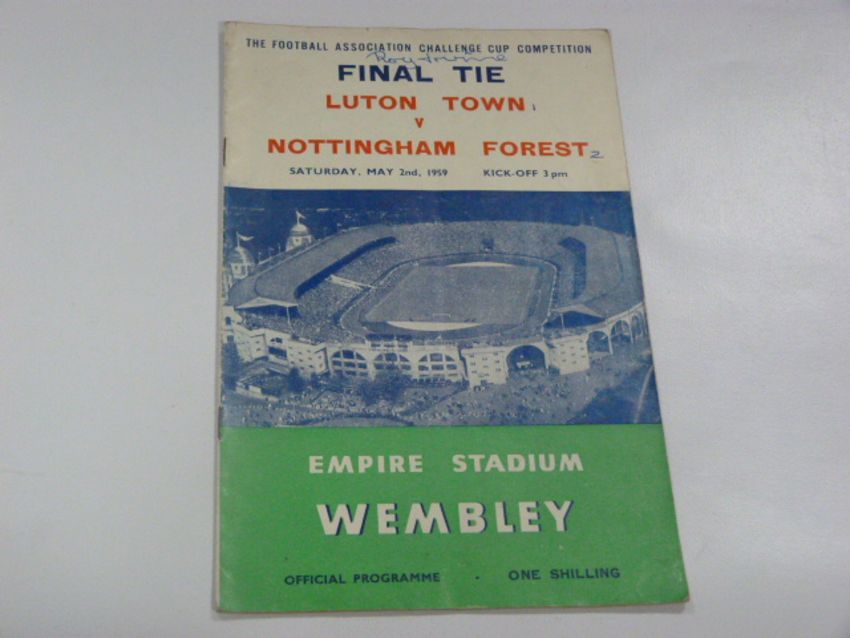 THE FOOTBALL ASSOCIATION CHALLENGE CUP COMPETITION
Roy
FINAL TIE
LUTON TOWN 1
V
NOTTINGHAM FOREST 2
SATURDAY, MAY 2nd, 1959 KICK-OFF 3 pm
EMPIRE STADIUM
WEMBLEY
OFFICIAL PROGRAMME . ONE SHILLING